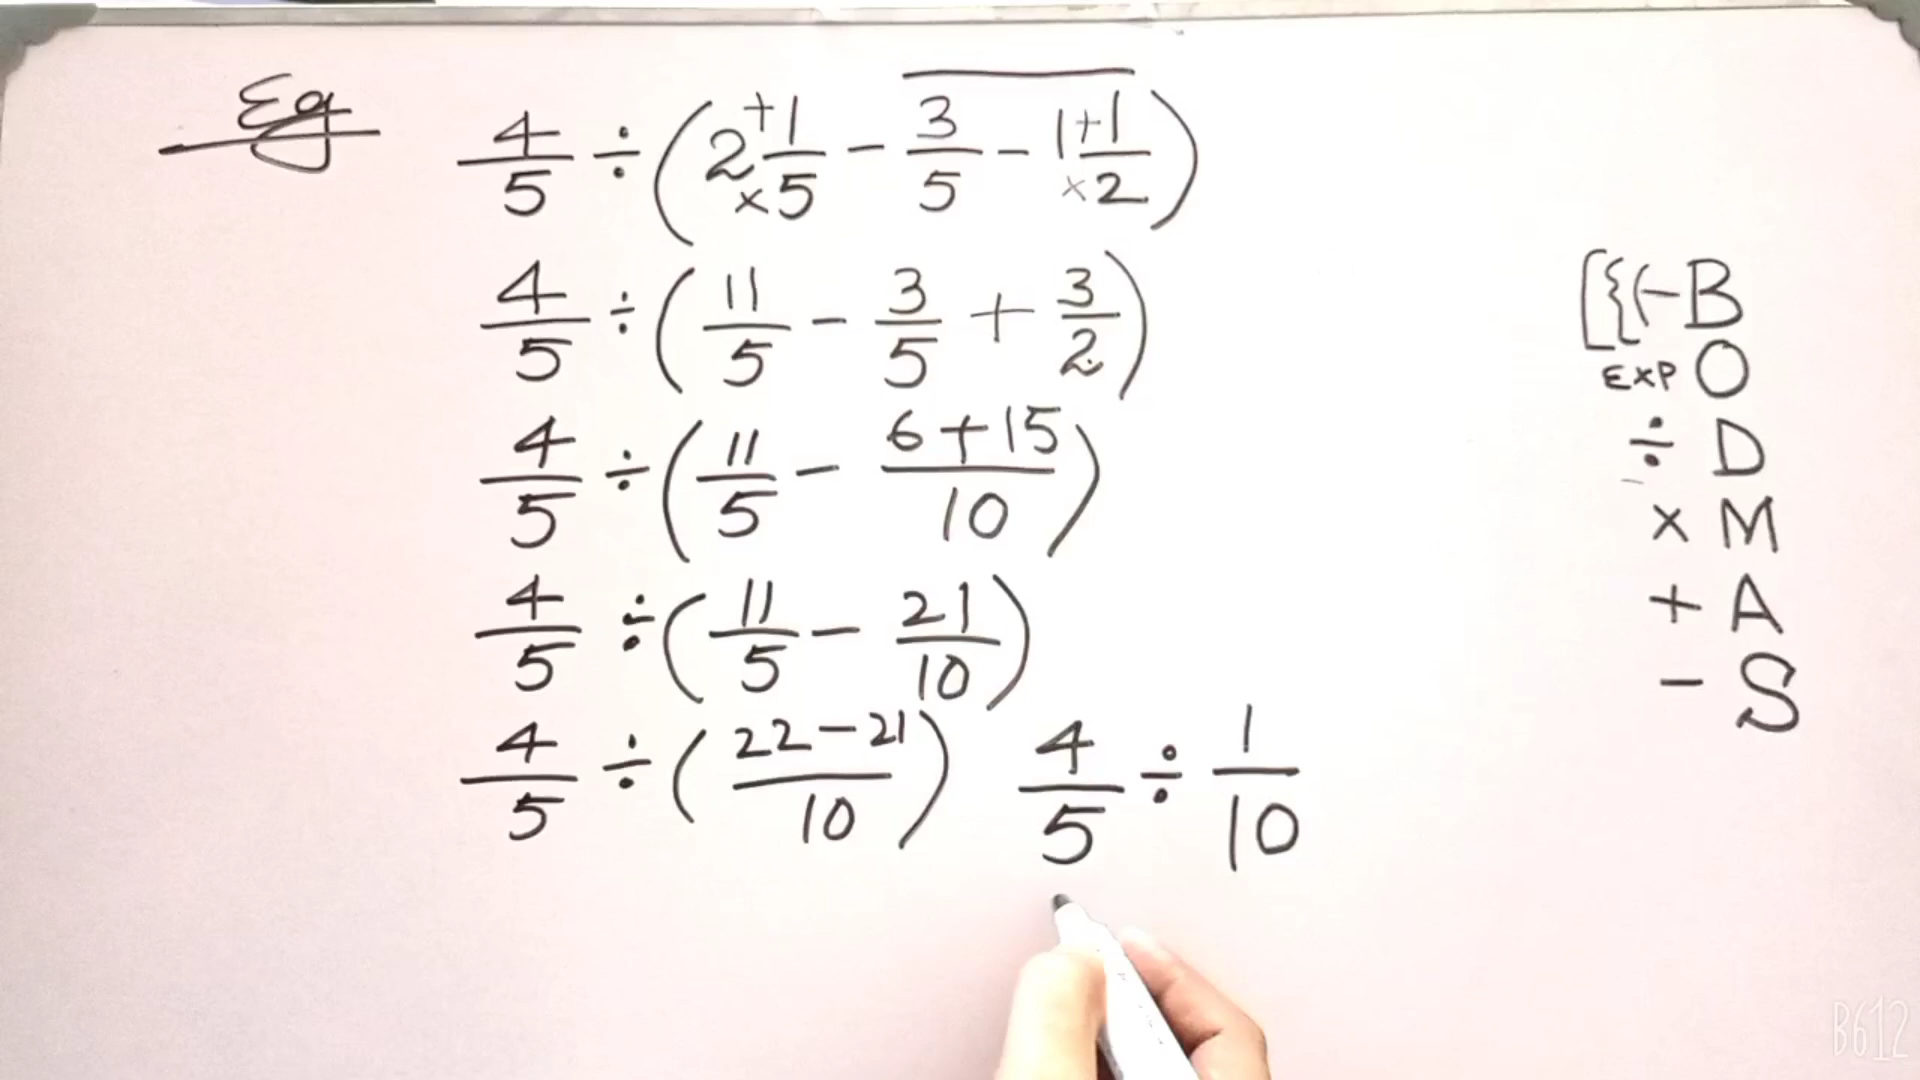 Eg 4/5 ÷ (2 + 1/× 5 - 3/5 - 1 + 1/× 2)
4/5 ÷ (11/5 - 3/5 + 3/2)
4/5 ÷ (11/5 - 6 + 15/10)
4/5 ÷ (11/5 - 21/10)
4/5 ÷ (22 - 21/10) 4/5 ÷ 1/10
[{(- B
EXP O
÷ D
× M
+ A
- S
B612